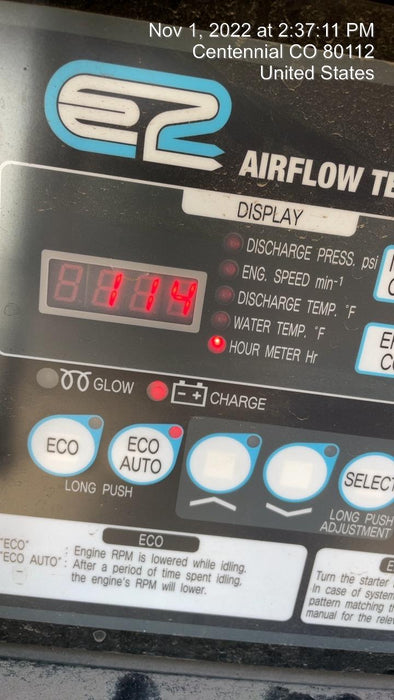 Nov 1, 2022 at 2:37:11 PM
Centennial CO 80112
United States
E2
AIRFLOW TE
DISPLAY
114
DISCHARGE PRESS. psi
ENG. SPEED min-1
DISCHARGE TEMP. °F
WATER TEMP. °F
HOUR METER Hr
GLOW
CHARGE
ECO
ECO
AUTO
SELECT
LONG PUSH
LONG PUSH
ADJUSTMENT
ECO
"ECO" : Engine RPM is lowered while idling.
"ECO AUTO" : After a period of time spent idling,
the engine's RPM will lower.
Turn the starter
In case of system
pattern matching th
manual for the rele